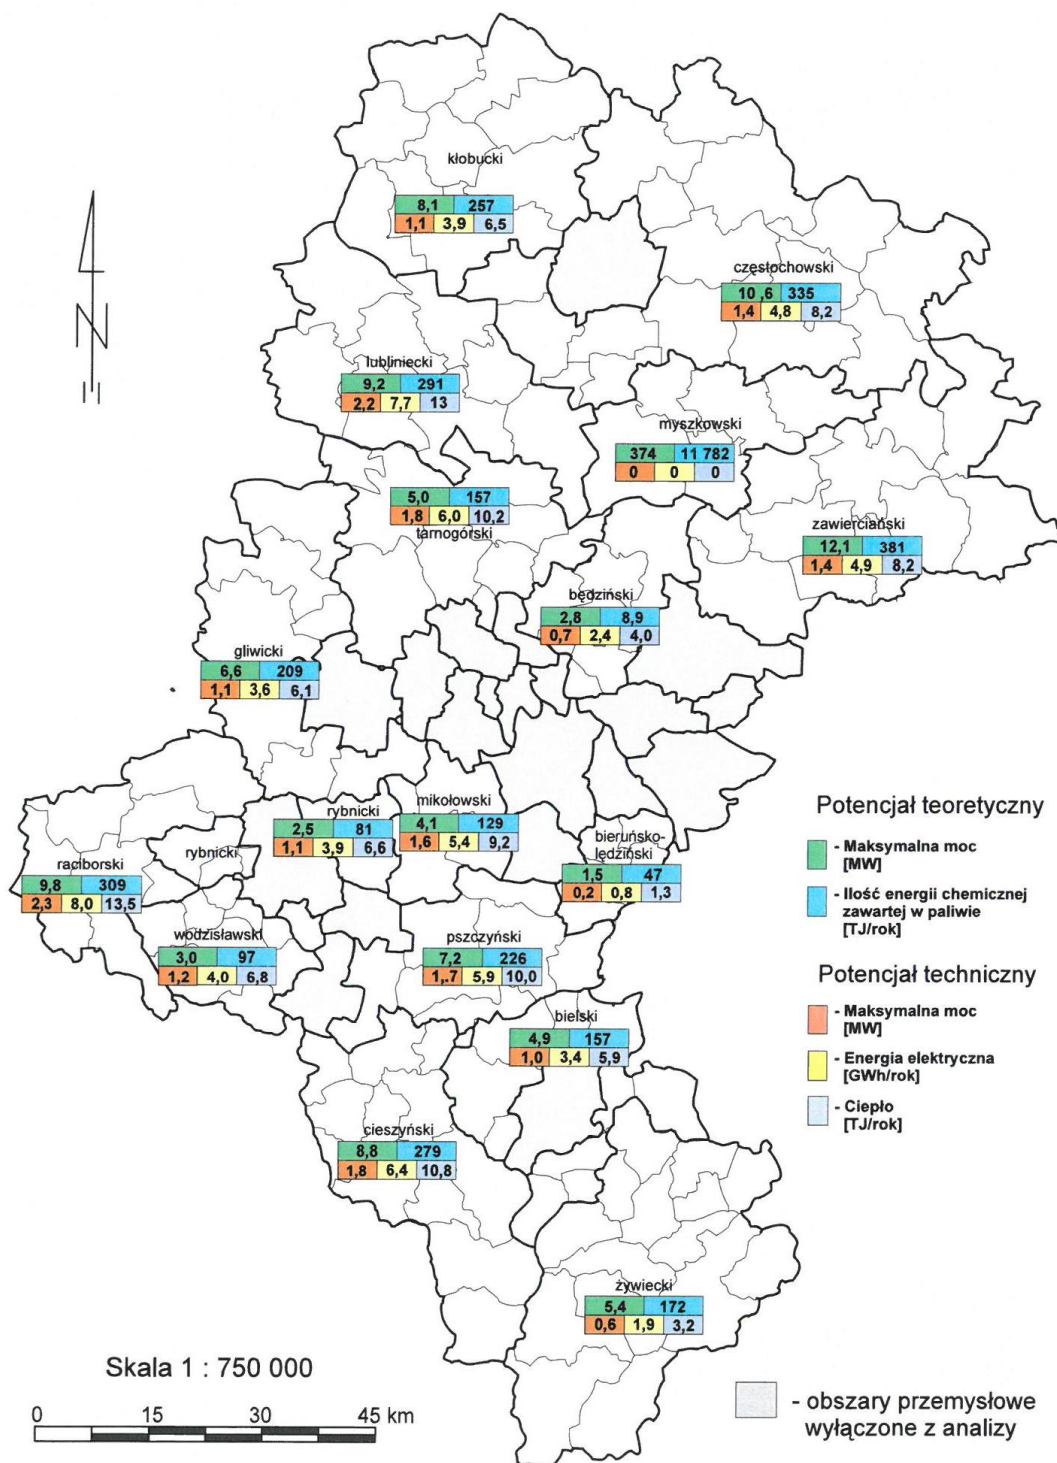 kłobucki
8,1 257
1,1 3,9 6,5
częstochowski
10 ,6 335
1,4 4,8 8,2
N
lubliniecki
9,2 291
2,2 7,7 13
myszkowski
374 11 782
0 0 0
5,0 157
1,8 6,0 10,2
tarnogórski
zawierciański
12,1 381
1,4 4,9 8,2
będziński
2,8 8,9
0,7 2,4 4,0
gliwicki
6,6 209
1,1 3,6 6,1
rybnicki
2,5 81
1,1 3,9 6,6
mikołowski
4,1 129
1,6 5,4 9,2
bieruńsko-
lędziński
1,5 47
0,2 0,8 1,3
rybnicki
raciborski
9,8 309
2,3 8,0 13,5
wodzisławski
3,0 97
1,2 4,0 6,8
pszczyński
7,2 226
1,.7 5,9 10,0
bielski
4,9 157
1,0 3,4 5,9
cieszyński
8,8 279
1,8 6,4 10,8
żywiecki
5,4 172
0,6 1,9 3,2
Potencjał teoretyczny
- Maksymalna moc
[MW]
- Ilość energii chemicznej
zawartej w paliwie
[TJ/rok]
Potencjał techniczny
- Maksymalna moc
[MW]
- Energia elektryczna
[GWh/rok]
- Ciepło
[TJ/rok]
Skala 1 : 750 000
0 15 30 45 km
- obszary przemysłowe
wyłączone z analizy